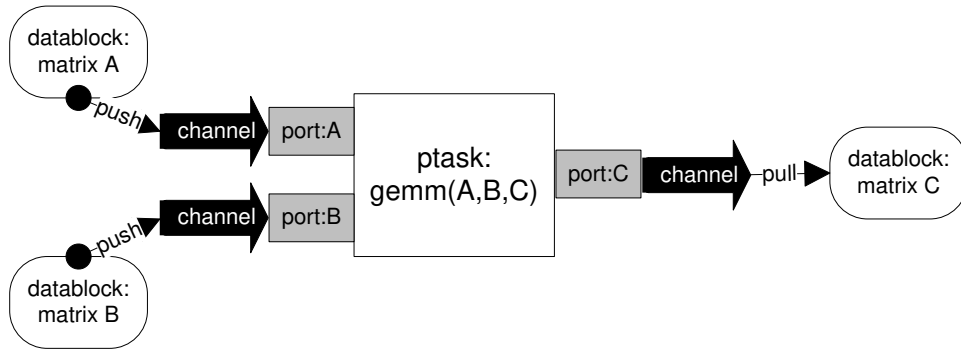 datablock:
matrix A
push
channel
port:A
ptask:
gemm(A,B,C)
port:C
channel
pull
datablock:
matrix C
push
channel
port:B
datablock:
matrix B